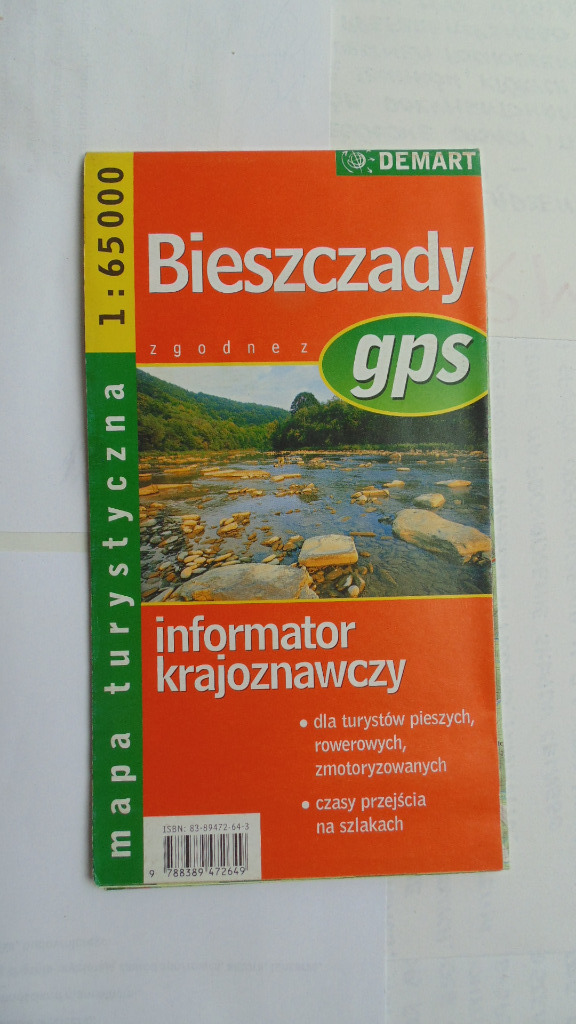 DEMART
1:65000
Bieszczady
zgodne z
gps
mapa turystyczna
informator
krajoznawczy
• dla turystów pieszych,
rowerowych,
zmotoryzowanych
• czasy przejścia
na szlakach
ISBN: 83-89472-64-3
9 788389 472649